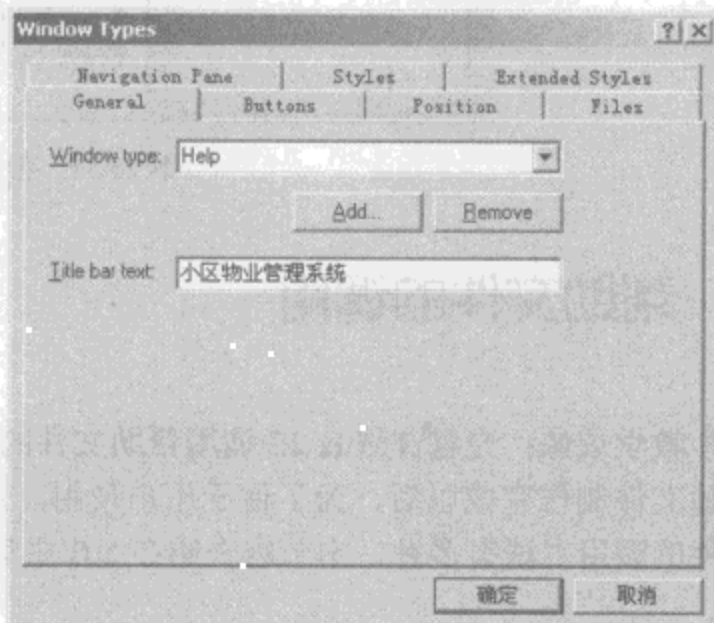 Window Types
Navigation Pane Styles Extended Styles
General Buttons Position Files
Window type: Help
Add... Remove
Title bar text: 小区物业管理系统
确定 取消